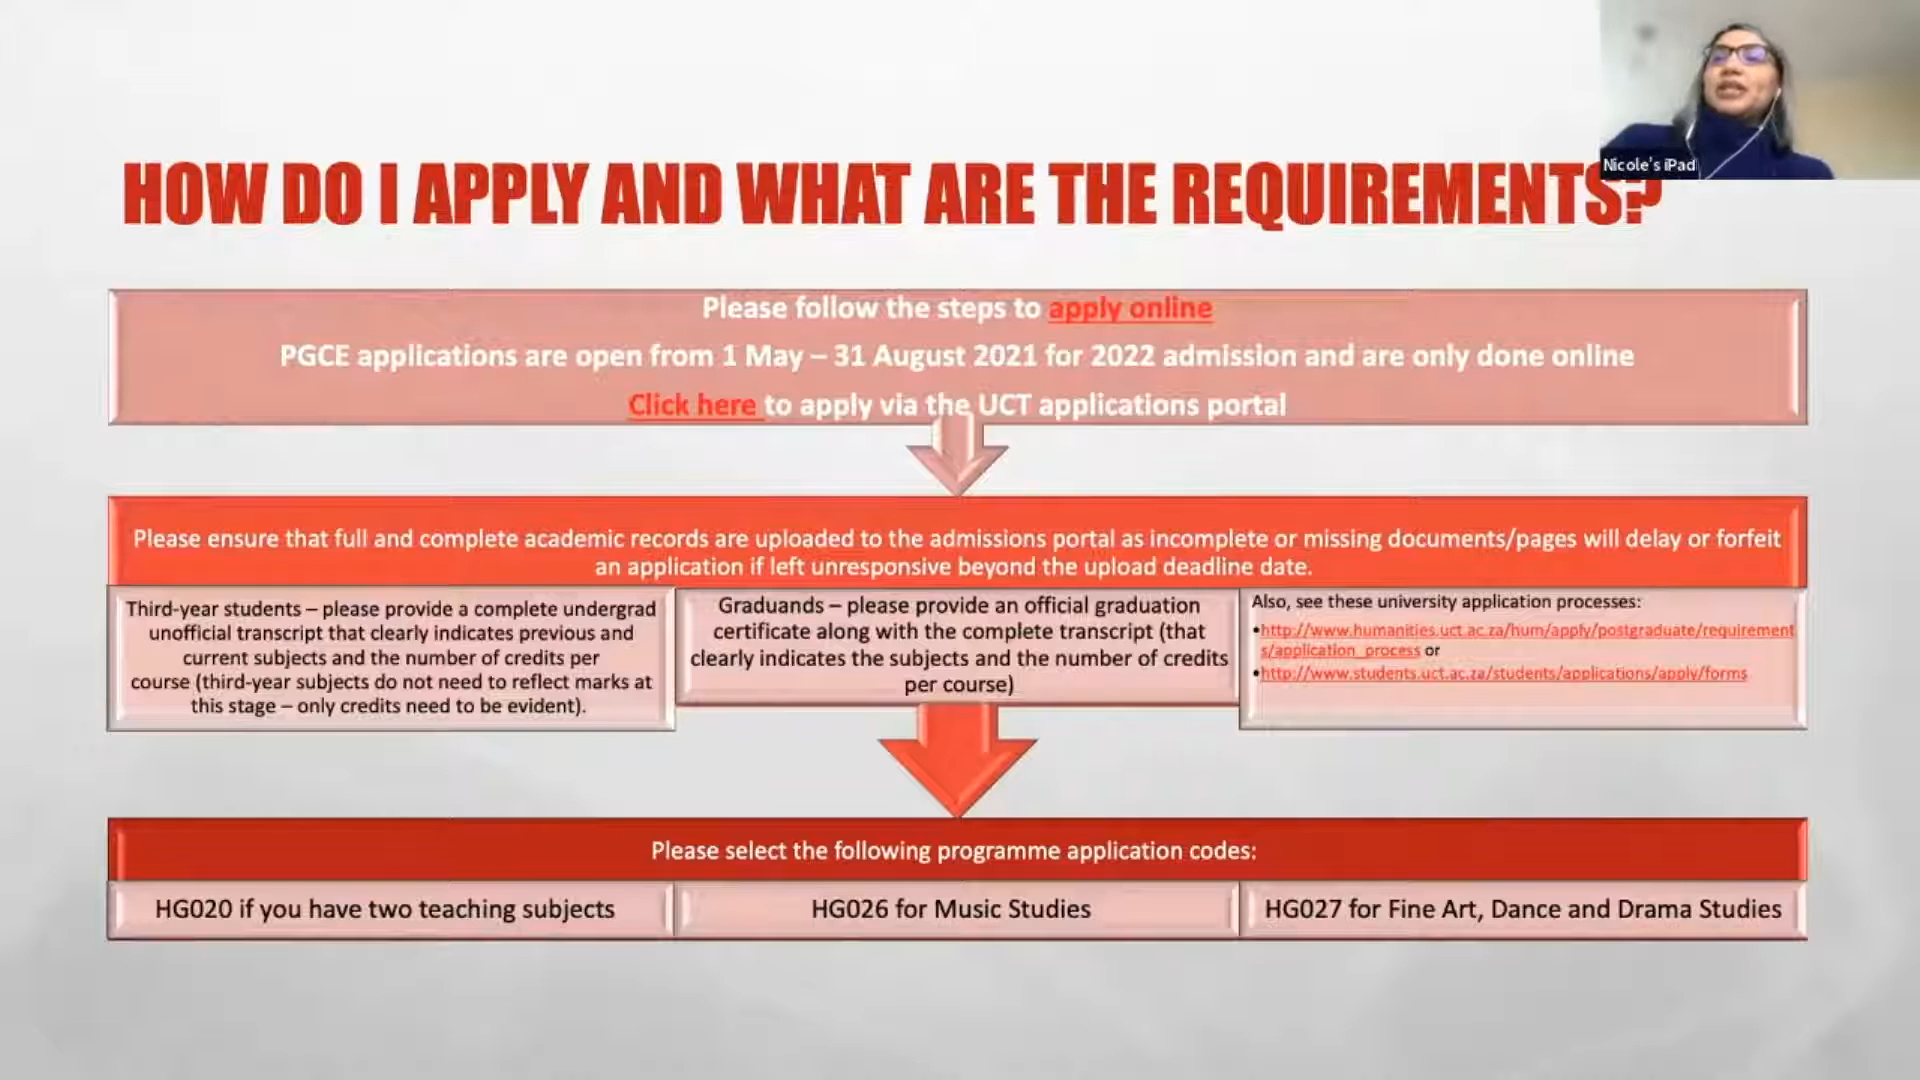 Nicole's iPad
HOW DO I APPLY AND WHAT ARE THE REQUIREMENTS?
Please follow the steps to apply online
PGCE applications are open from 1 May – 31 August 2021 for 2022 admission and are only done online
Click here to apply via the UCT applications portal
Please ensure that full and complete academic records are uploaded to the admissions portal as incomplete or missing documents/pages will delay or forfeit
an application if left unresponsive beyond the upload deadline date.
Third-year students – please provide a complete undergrad
unofficial transcript that clearly indicates previous and
current subjects and the number of credits per
course (third-year subjects do not need to reflect marks at
this stage – only credits need to be evident).
Graduands – please provide an official graduation
certificate along with the complete transcript (that
clearly indicates the subjects and the number of credits
per course)
Also, see these university application processes:
•http://www.humanities.uct.ac.za/hum/apply/postgraduate/requirement
s/application_process or
•http://www.students.uct.ac.za/students/applications/apply/forms
Please select the following programme application codes:
HG020 if you have two teaching subjects
HG026 for Music Studies
HG027 for Fine Art, Dance and Drama Studies